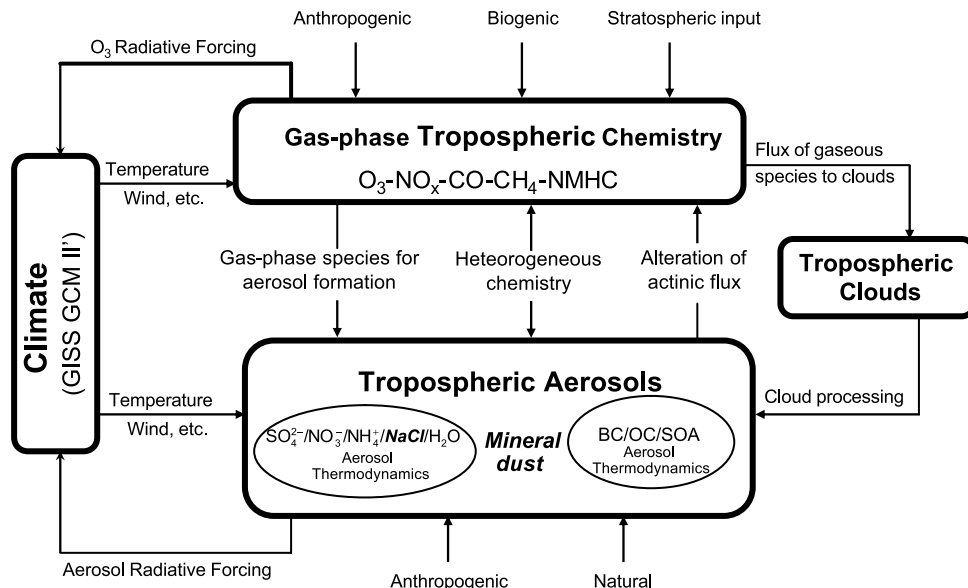 Anthropogenic
Biogenic
Stratospheric input
O₃ Radiative Forcing
Gas-phase Tropospheric Chemistry
O₃-NOₓ-CO-CH₄-NMHC
Temperature
Wind, etc.
Flux of gaseous
species to clouds
Climate
(GISS GCM II')
Gas-phase species for
aerosol formation
Heteorogeneous
chemistry
Alteration of
actinic flux
Tropospheric
Clouds
Tropospheric Aerosols
Temperature
Wind, etc.
SO₄²⁻/NO₃⁻/NH₄⁺/NaCl/H₂O
Aerosol
Thermodynamics
Mineral
dust
BC/OC/SOA
Aerosol
Thermodynamics
Cloud processing
Aerosol Radiative Forcing
Anthropogenic
Natural